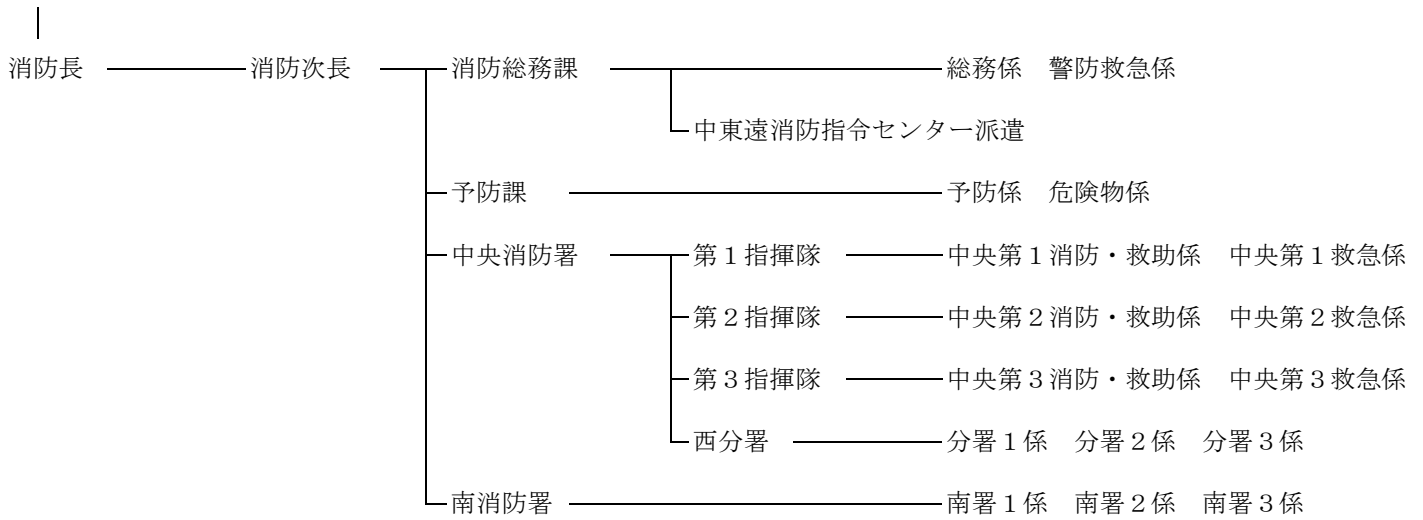 消防長 消防次長 消防総務課 総務係 警防救急係
中東遠消防指令センター派遣
予防課 予防係 危険物係
中央消防署 第１指揮隊 中央第１消防・救助係 中央第１救急係
第２指揮隊 中央第２消防・救助係 中央第２救急係
第３指揮隊 中央第３消防・救助係 中央第３救急係
西分署 分署１係 分署２係 分署３係
南消防署 南署１係 南署２係 南署３係